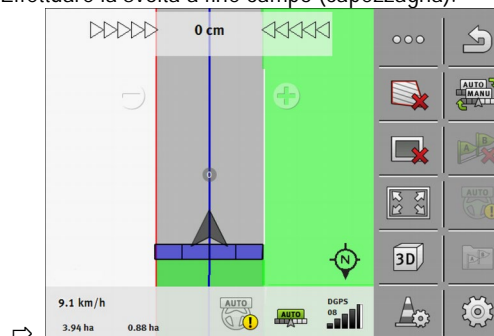 Effettuare la svolta a fine campo (capezzagna).
0 cm
AUTO
MANU
A B
AUTO
3D
N
9.1 km/h
3.94 ha 0.88 ha
AUTO
AUTO
DGPS
08